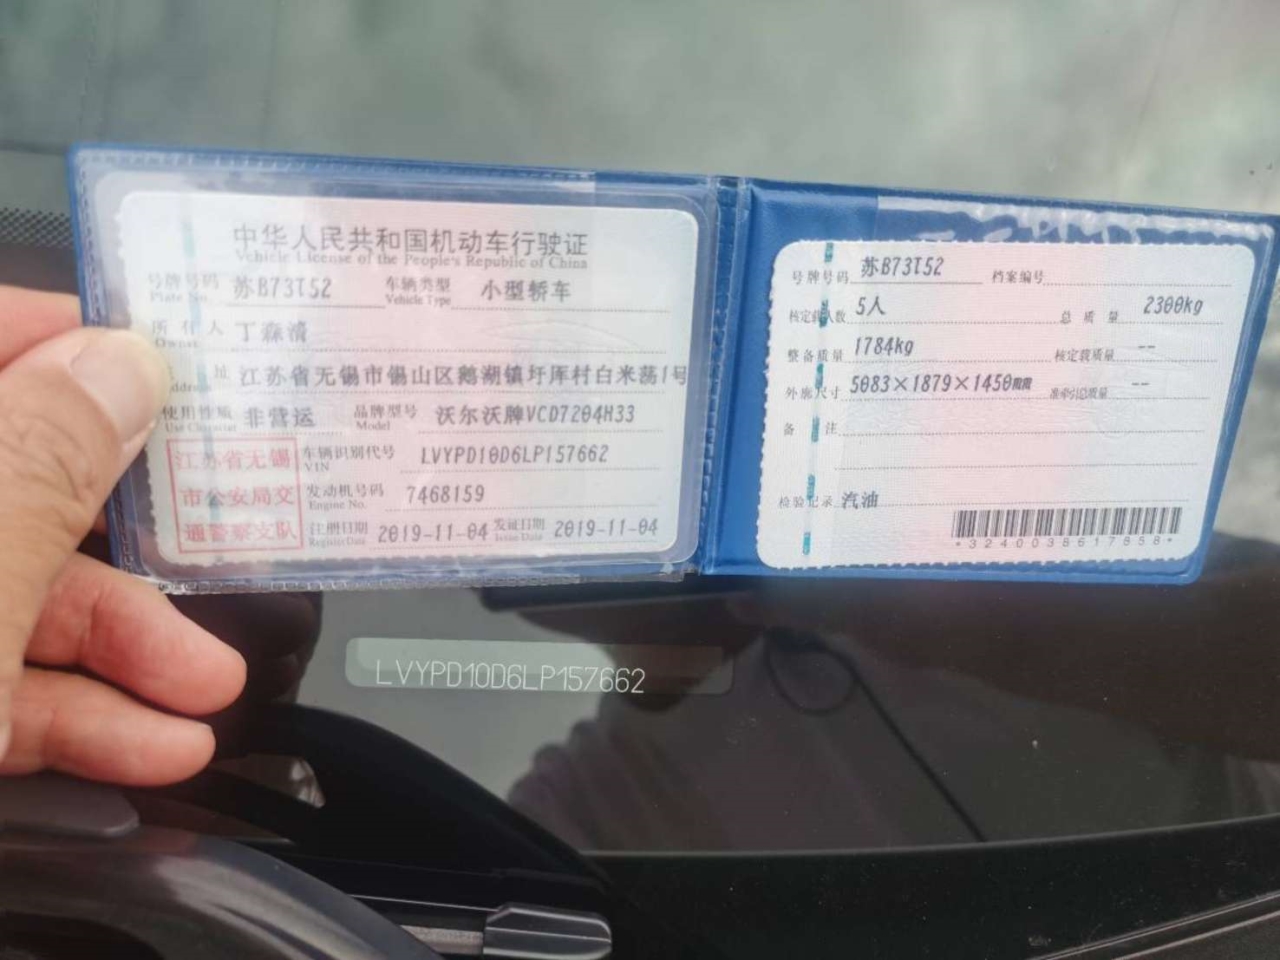 中华人民共和国机动车行驶证
Vehicle License of the People's Republic of China
号牌号码 苏B73T52 车辆类型 小型轿车
Plate No. Vehicle Type
所有人 丁森清
Owner
址 江苏省无锡市锡山区鹅湖镇圩厍村白米荡1号
Address
使用性质 非营运 品牌型号 沃尔沃牌VCD7204H33
Use Character Model
江苏省无锡
市公安局交
通警察支队
车辆识别代号 LVYPD10D6LP157662
VIN
发动机号码 7468159
Engine No.
注册日期 2019-11-04 发证日期 2019-11-04
Register Date Issue Date
号牌号码 苏B73T52 档案编号
核定载人数 5人 总质量 2300kg
整备质量 1784kg 核定载质量 --
外廓尺寸 5083×1879×1450mm 准牵引总质量 --
备注
检验记录 汽油
*3240038617858*
LVYPD10D6LP157662